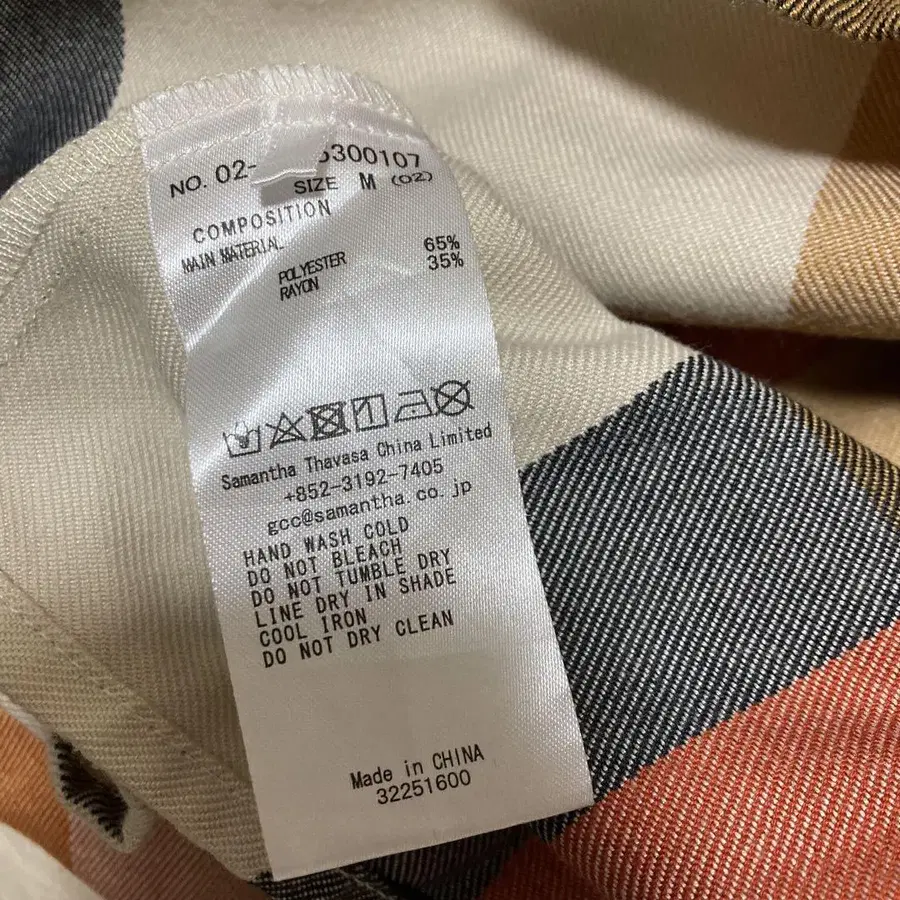 NO. 02- 300107
SIZE M (02)
COMPOSITION
MAIN MATERIAL
POLYESTER 65%
RAYON 35%
Samantha Thavasa China Limited
+852-3192-7405
gcc@samantha.co.jp
HAND WASH COLD
DO NOT BLEACH
DO NOT TUMBLE DRY
LINE DRY IN SHADE
COOL IRON
DO NOT DRY CLEAN
Made in CHINA
32251600